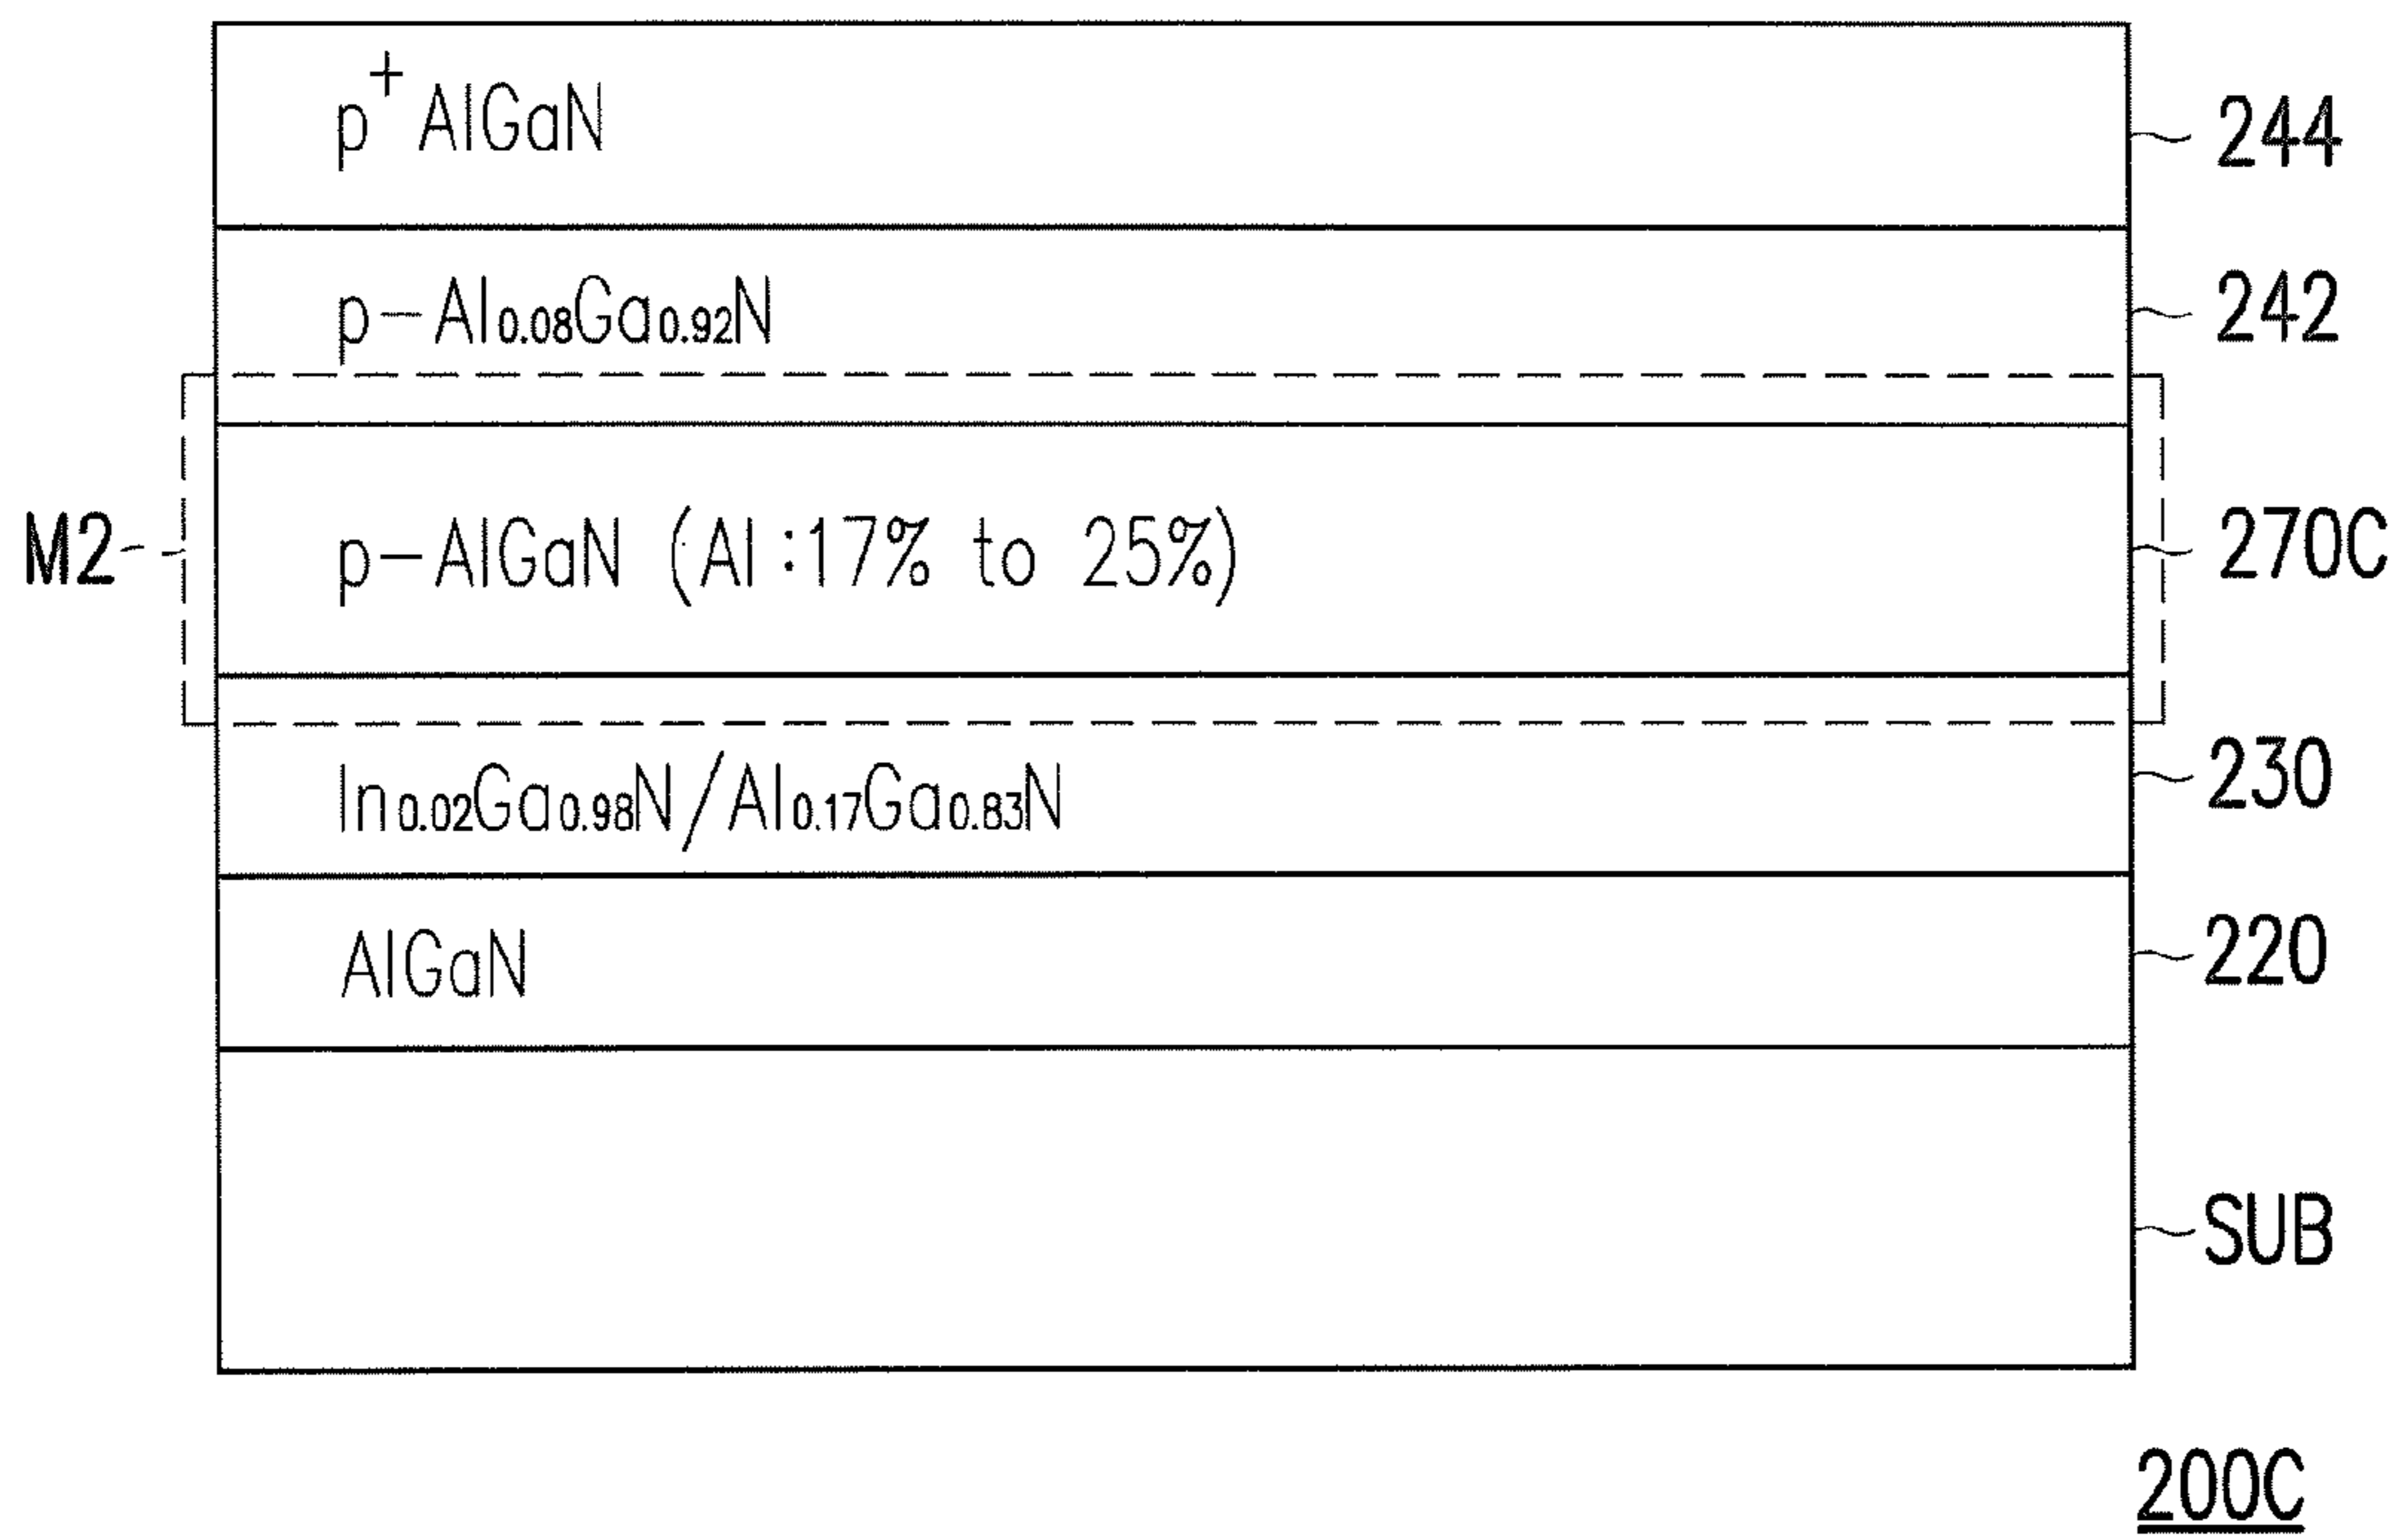 p⁺AlGaN 244
p-Al₀.₀₈Ga₀.₉₂N 242
M2 p-AlGaN (Al:17% to 25%) 270C
In₀.₀₂Ga₀.₉₈N/Al₀.₁₇Ga₀.₈₃N 230
AlGaN 220
SUB
200C